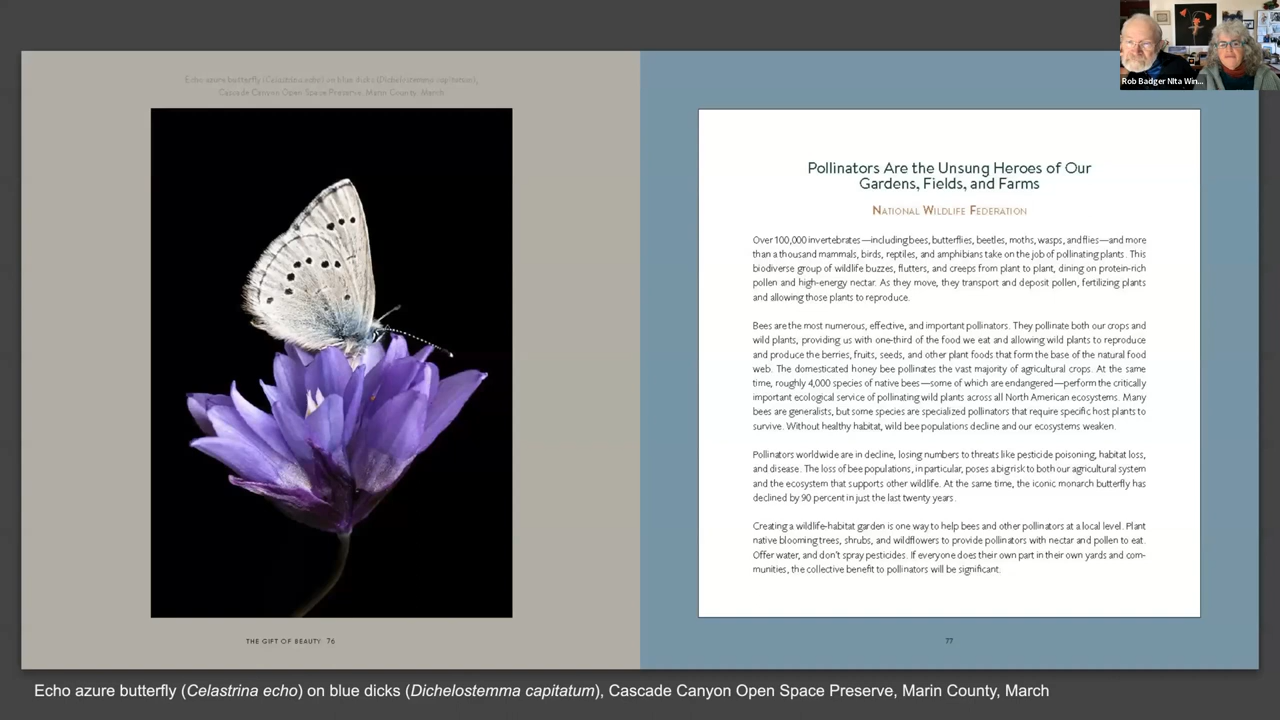 Rob Badger NIta Win...
Echo azure butterfly (Celastrina echo) on blue dicks (Dichelostemma capitatum),
Cascade Canyon Open Space Preserve, Marin County, March
THE GIFT OF BEAUTY 76
Pollinators Are the Unsung Heroes of Our
Gardens, Fields, and Farms
National Wildlife Federation
Over 100,000 invertebrates—including bees, butterflies, beetles, moths, wasps, and flies—and more
than a thousand mammals, birds, reptiles, and amphibians take on the job of pollinating plants. This
biodiverse group of wildlife buzzes, flutters, and creeps from plant to plant, dining on protein-rich
pollen and high-energy nectar. As they move, they transport and deposit pollen, fertilizing plants
and allowing those plants to reproduce.
Bees are the most numerous, effective, and important pollinators. They pollinate both our crops and
wild plants, providing us with one-third of the food we eat and allowing wild plants to reproduce
and produce the berries, fruits, seeds, and other plant foods that form the base of the natural food
web. The domesticated honey bee pollinates the vast majority of agricultural crops. At the same
time, roughly 4,000 species of native bees—some of which are endangered—perform the critically
important ecological service of pollinating wild plants across all North American ecosystems. Many
bees are generalists, but some species are specialized pollinators that require specific host plants to
survive. Without healthy habitat, wild bee populations decline and our ecosystems weaken.
Pollinators worldwide are in decline, losing numbers to threats like pesticide poisoning, habitat loss,
and disease. The loss of bee populations, in particular, poses a big risk to both our agricultural system
and the ecosystem that supports other wildlife. At the same time, the iconic monarch butterfly has
declined by 90 percent in just the last twenty years.
Creating a wildlife-habitat garden is one way to help bees and other pollinators at a local level. Plant
native blooming trees, shrubs, and wildflowers to provide pollinators with nectar and pollen to eat.
Offer water, and don't spray pesticides. If everyone does their own part in their own yards and com-
munities, the collective benefit to pollinators will be significant.
77
Echo azure butterfly (Celastrina echo) on blue dicks (Dichelostemma capitatum), Cascade Canyon Open Space Preserve, Marin County, March